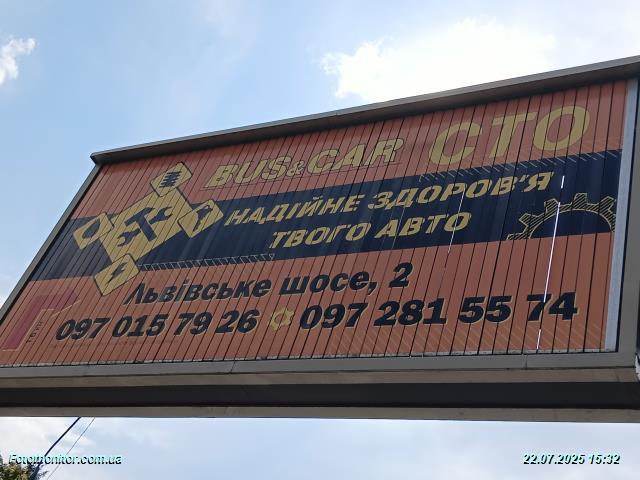 BUS&CAR СТО
НАДІЙНЕ ЗДОРОВ'Я
ТВОГО АВТО
Львівське шосе, 2
097 015 79 26 097 281 55 74
Fotomonitor.com.ua
22.07.2025 15:32